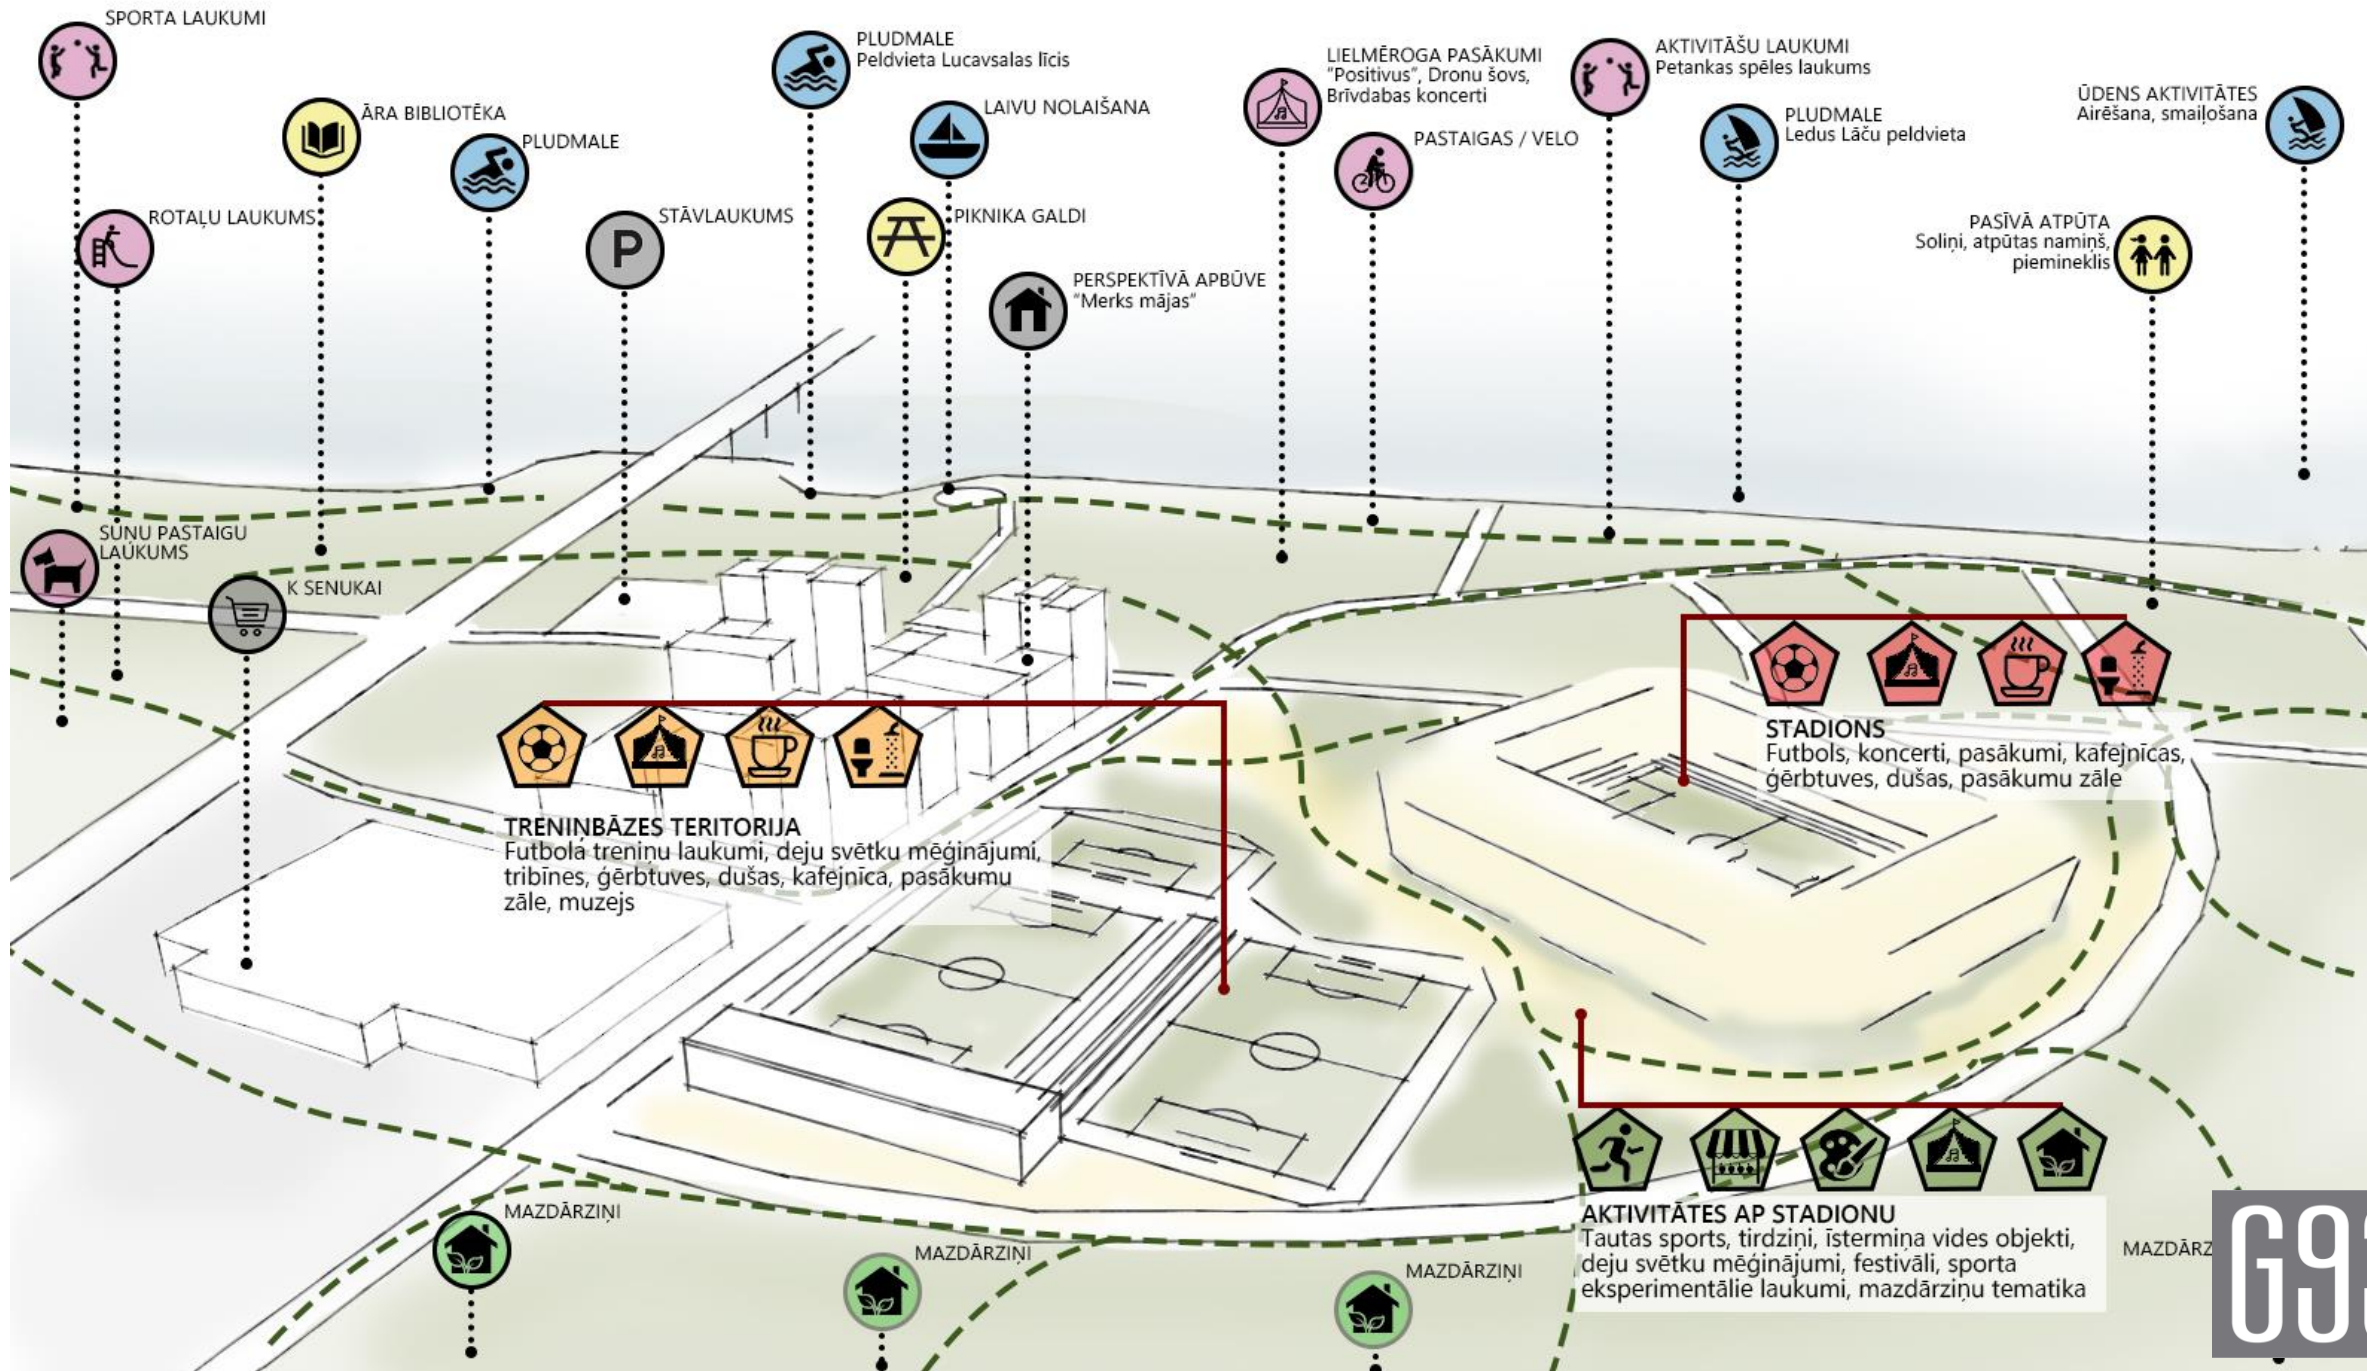 SPORTA LAUKUMI
ĀRA BIBLIOTĒKA
PLUDMALE
ROTAĻU LAUKUMS
STĀVLAUKUMS
PLUDMALE
Peldvieta Lucavsalas līcis
LAIVU NOLAIŠANA
PIKNIKA GALDI
PERSPEKTĪVĀ APBŪVE
"Merks mājas"
LIELMĒROGA PASĀKUMI
"Positivus", Dronu šovs,
Brīvdabas koncerti
PASTAIGAS / VELO
AKTIVITĀŠU LAUKUMI
Petankas spēles laukums
PLUDMALE
Ledus Lāču peldvieta
ŪDENS AKTIVITĀTES
Airēšana, smaiļošana
PASĪVĀ ATPŪTA
Soliņi, atpūtas namiņš,
piemineklis
SUŅU PASTAIGU
LAUKUMS
K SENUKAI
P
STADIONS
Futbols, koncerti, pasākumi, kafejnīcas,
ģērbtuves, dušas, pasākumu zāle
TRENIŅBĀZES TERITORIJA
Futbola treniņu laukumi, deju svētku mēģinājumi,
tribīnes, ģērbtuves, dušas, kafejnīca, pasākumu
zāle, muzejs
AKTIVITĀTES AP STADIONU
Tautas sports, tirdziņi, īstermiņa vides objekti,
deju svētku mēģinājumi, festivāli, sporta
eksperimentālie laukumi, mazdārziņu tematika
MAZDĀRZIŅI
MAZDĀRZIŅI
MAZDĀRZIŅI
MAZDĀRZ